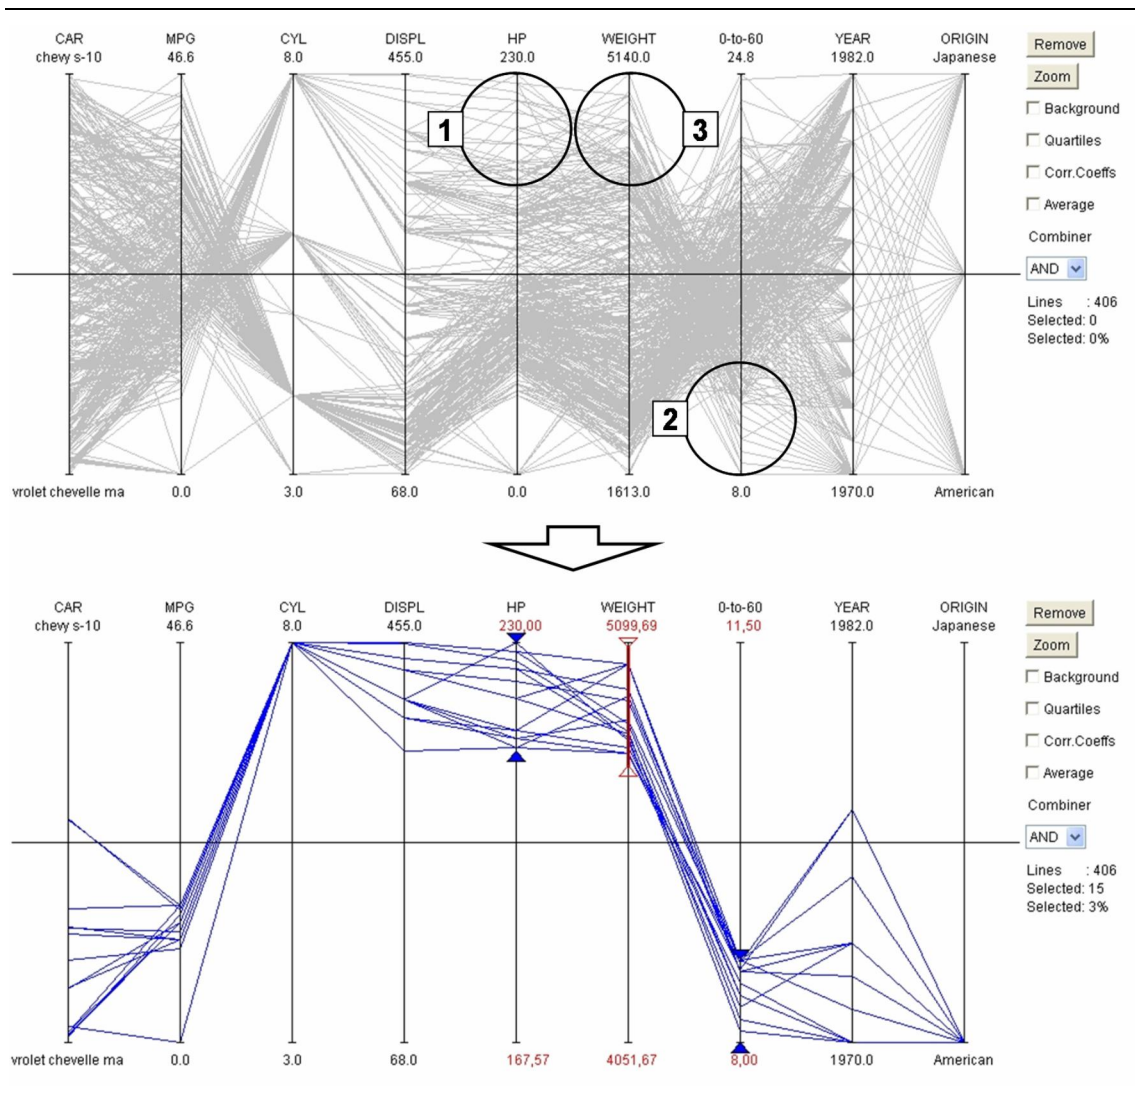 CAR MPG CYL DISPL HP WEIGHT 0-to-60 YEAR ORIGIN
chevy s-10 46.6 8.0 455.0 230.0 5140.0 24.8 1982.0 Japanese
Remove
Zoom
Background
Quartiles
Corr.Coeffs
Average
Combiner
AND
Lines : 406
Selected: 0
Selected: 0%
1
3
2
vrolet chevelle ma 0.0 3.0 68.0 0.0 1613.0 8.0 1970.0 American
CAR MPG CYL DISPL HP WEIGHT 0-to-60 YEAR ORIGIN
chevy s-10 46.6 8.0 455.0 230,00 5099,69 11,50 1982.0 Japanese
Remove
Zoom
Background
Quartiles
Corr.Coeffs
Average
Combiner
AND
Lines : 406
Selected: 15
Selected: 3%
vrolet chevelle ma 0.0 3.0 68.0 167,57 4051,67 8,00 1970.0 American